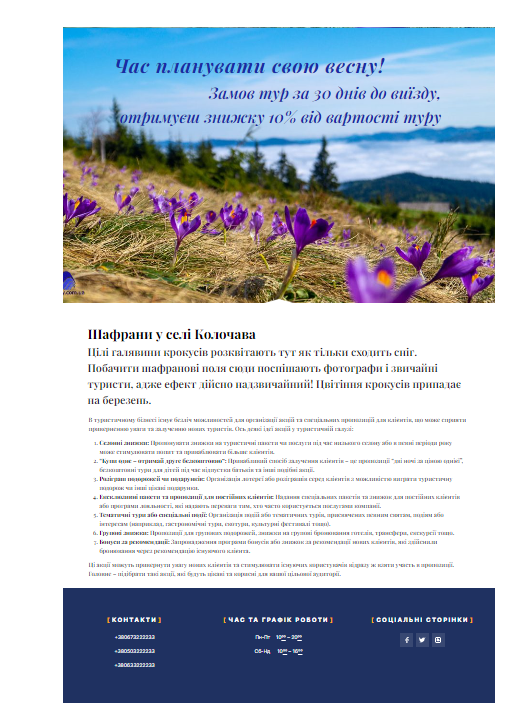 Час планувати свою весну!
Замов тур за 30 днів до виїзду,
отримуєш знижку 10% від вартості туру
Шафрани у селі Колочава
Цілі галявини крокусів розквітають тут як тільки сходить сніг.
Побачити шафранові поля сюди поспішають фотографи і звичайні
туристи, адже ефект дійсно надзвичайний! Цвітіння крокусів припадає
на березень.
В туристичному бізнесі існує безліч можливостей для організації акцій та спеціальних пропозицій для клієнтів, що може сприяти
приверненню уваги та залученню нових туристів. Ось деякі ідеї акцій у туристичній галузі:
1. Сезонні знижки: Пропонувати знижки на туристичні пакети чи послуги під час низького сезону або в певні періоди року
може стимулювати попит та приваблювати більше клієнтів.
2. "Купи одне – отримай друге безкоштовно": Привабливий спосіб залучення клієнтів – це пропозиції "дві ночі за ціною однієї",
безкоштовні тури для дітей під час відпустки батьків та інші подібні акції.
3. Розіграш подорожей чи подарунків: Організація лотереї або розіграшів серед клієнтів з можливістю виграти туристичну
подорож чи інші цікаві подарунки.
4. Ексклюзивні пакети та пропозиції для постійних клієнтів: Надання спеціальних пакетів та знижок для постійних клієнтів
або програми лояльності, які надають переваги тим, хто часто користується послугами компанії.
5. Тематичні тури або спеціальні події: Організація подій або тематичних турів, приурочених певним святам, подіям або
інтересам (наприклад, гастрономічні тури, екотури, культурні фестивалі тощо).
6. Групові знижки: Пропозиції для групових подорожей, знижки на групові бронювання готелів, трансфери, екскурсії тощо.
7. Бонуси за рекомендації: Запровадження програми бонусів або знижок за рекомендації нових клієнтів, які здійснили
бронювання через рекомендацію існуючого клієнта.
Ці акції можуть привернути увагу нових клієнтів та стимулювати існуючих користувачів відразу ж взяти участь в пропозиції.
Головне – підібрати такі акції, які будуть цікаві та корисні для вашої цільової аудиторії.
[ КОНТАКТИ ]
+380673222233
+380503222233
+380633222233
[ ЧАС ТА ГРАФІК РОБОТИ ]
Пн-Пт 10⁰⁰ – 20⁰⁰
Сб-Нд 10⁰⁰ – 16⁰⁰
[ СОЦІАЛЬНІ СТОРІНКИ ]